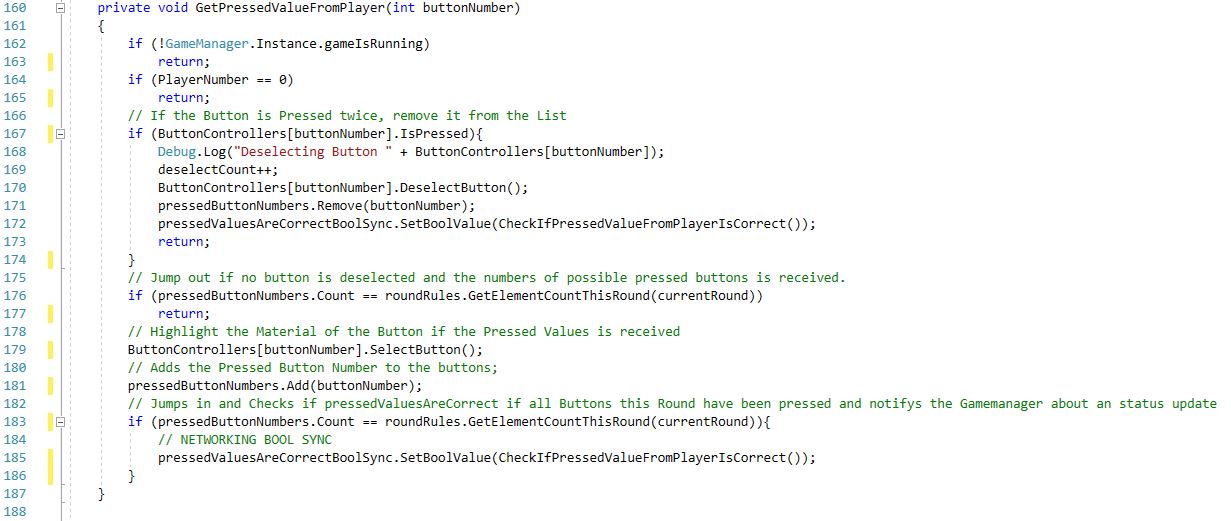 160 private void GetPressedValueFromPlayer(int buttonNumber)
161 {
162 if (!GameManager.Instance.gameIsRunning)
163 return;
164 if (PlayerNumber == 0)
165 return;
166 // If the Button is Pressed twice, remove it from the List
167 if (ButtonControllers[buttonNumber].IsPressed){
168 Debug.Log("Deselecting Button " + ButtonControllers[buttonNumber]);
169 deselectCount++;
170 ButtonControllers[buttonNumber].DeselectButton();
171 pressedButtonNumbers.Remove(buttonNumber);
172 pressedValuesAreCorrectBoolSync.SetBoolValue(CheckIfPressedValueFromPlayerIsCorrect());
173 return;
174 }
175 // Jump out if no button is deselected and the numbers of possible pressed buttons is received.
176 if (pressedButtonNumbers.Count == roundRules.GetElementCountThisRound(currentRound))
177 return;
178 // Highlight the Material of the Button if the Pressed Values is received
179 ButtonControllers[buttonNumber].SelectButton();
180 // Adds the Pressed Button Number to the buttons;
181 pressedButtonNumbers.Add(buttonNumber);
182 // Jumps in and Checks if pressedValuesAreCorrect if all Buttons this Round have been pressed and notifys the Gamemanager about an status update
183 if (pressedButtonNumbers.Count == roundRules.GetElementCountThisRound(currentRound)){
184 // NETWORKING BOOL SYNC
185 pressedValuesAreCorrectBoolSync.SetBoolValue(CheckIfPressedValueFromPlayerIsCorrect());
186 }
187 }
188